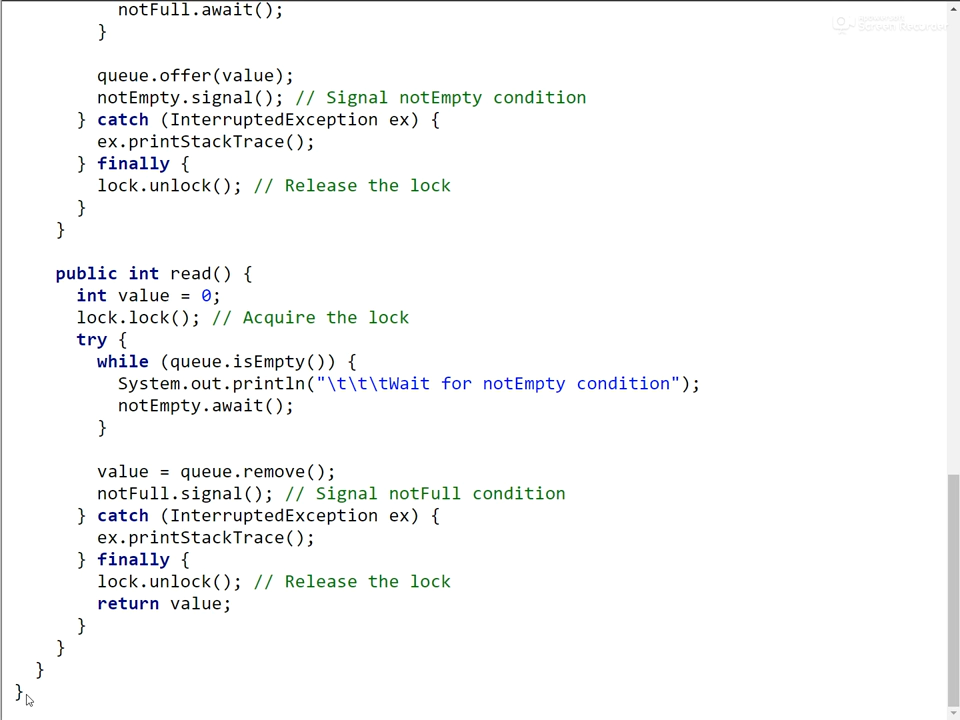 notFull.await();
}
queue.offer(value);
notEmpty.signal(); // Signal notEmpty condition
} catch (InterruptedException ex) {
ex.printStackTrace();
} finally {
lock.unlock(); // Release the lock
}
}
public int read() {
int value = 0;
lock.lock(); // Acquire the lock
try {
while (queue.isEmpty()) {
System.out.println("\t\t\tWait for notEmpty condition");
notEmpty.await();
}
value = queue.remove();
notFull.signal(); // Signal notFull condition
} catch (InterruptedException ex) {
ex.printStackTrace();
} finally {
lock.unlock(); // Release the lock
return value;
}
}
}
}